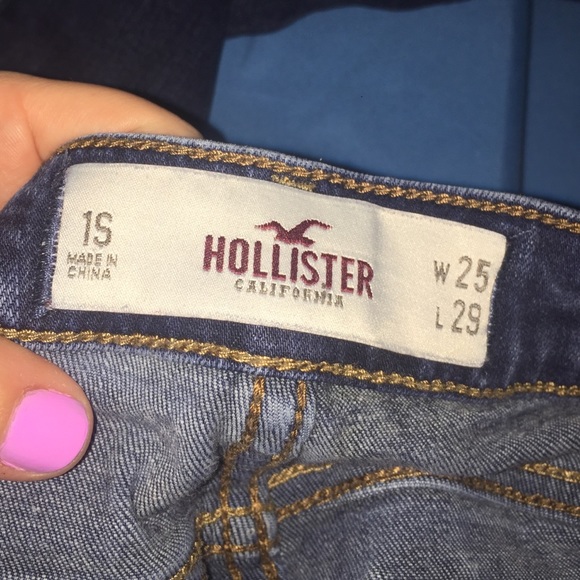 1S
MADE IN
CHINA
HOLLISTER
CALIFORNIA
W 25
L 29